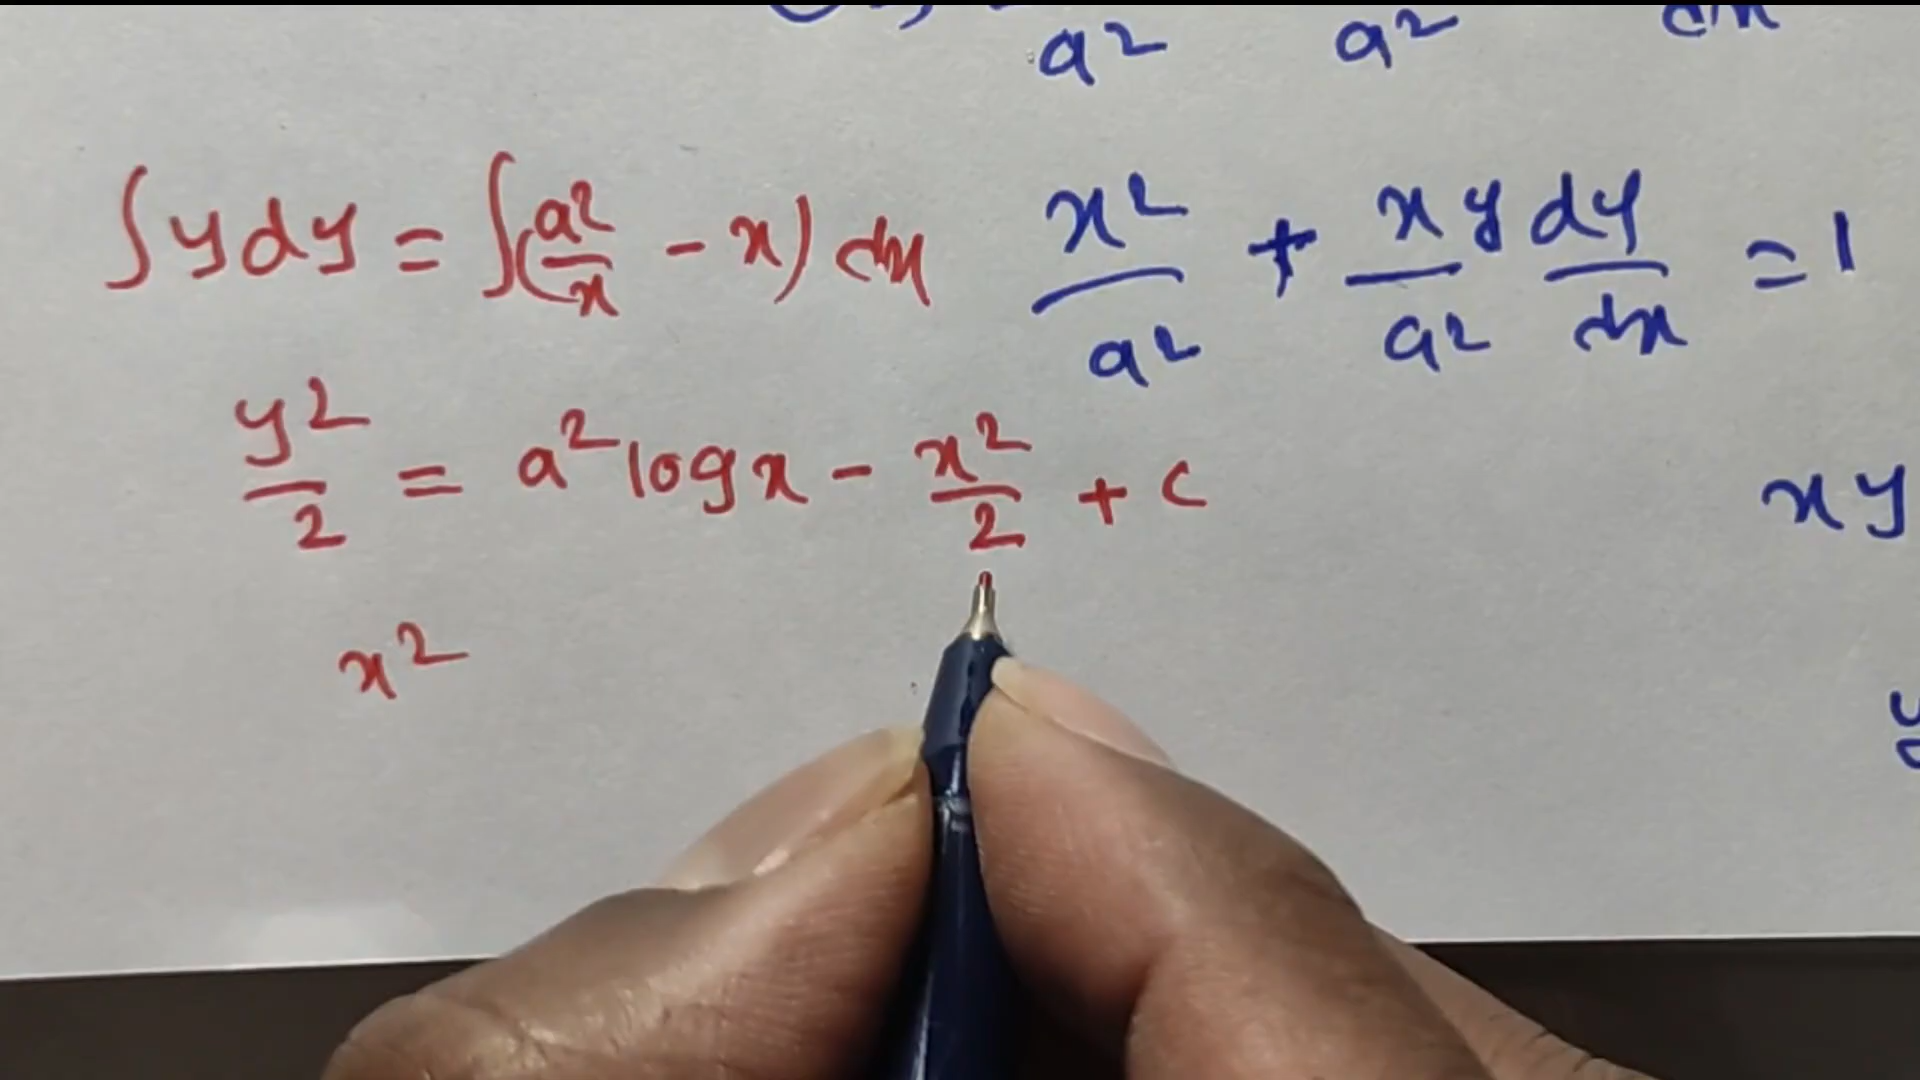 a² a² dx
∫ y dy = ∫(a²/x - x) dx
y²/2 = a² log x - x²/2 + c
x²
x²/a² + xy/a² dy/dx = 1
xy